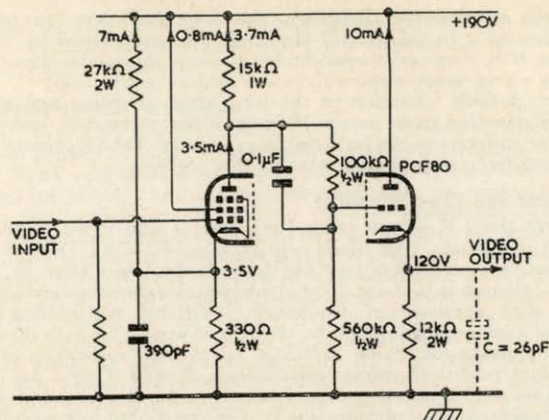 +190V
7mA 0·8mA 3·7mA 10mA
27kΩ
2W
15kΩ
1W
3·5mA
0·1μF
100kΩ
½W
PCF80
VIDEO
INPUT
3·5V
120V
VIDEO
OUTPUT
390pF
330Ω
½W
560kΩ
½W
12kΩ
2W
C = 26pF